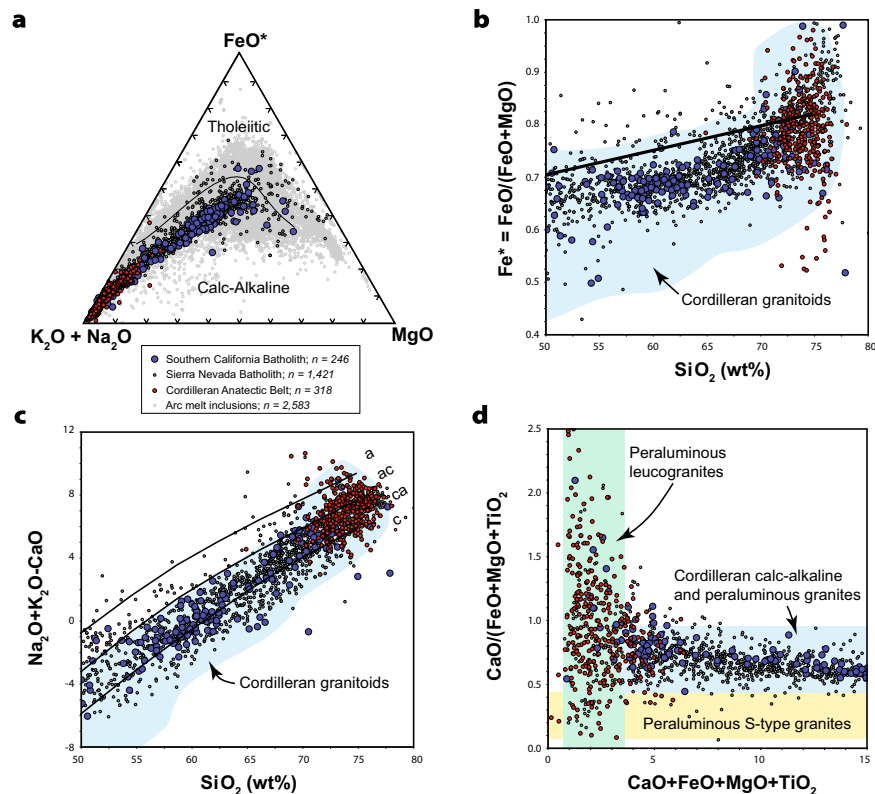 a
FeO*
Tholeiitic
Calc-Alkaline
K₂O + Na₂O
MgO
Southern California Batholith; n = 246
Sierra Nevada Batholith; n = 1,421
Cordilleran Anatectic Belt; n = 318
Arc melt inclusions; n = 2,583
b
1.0
0.9
0.8
0.7
0.6
0.5
0.4
Fe* = FeO/(FeO+MgO)
Cordilleran granitoids
50 55 60 65 70 75 80
SiO₂ (wt%)
c
12
8
4
0
-4
-8
Na₂O+K₂O-CaO
a
ac
ca
c
Cordilleran granitoids
50 55 60 65 70 75 80
SiO₂ (wt%)
d
2.5
2.0
1.5
1.0
0.5
0.0
CaO/(FeO+MgO+TiO₂)
Peraluminous
leucogranites
Cordilleran calc-alkaline
and peraluminous granites
Peraluminous S-type granites
0 5 10 15
CaO+FeO+MgO+TiO₂